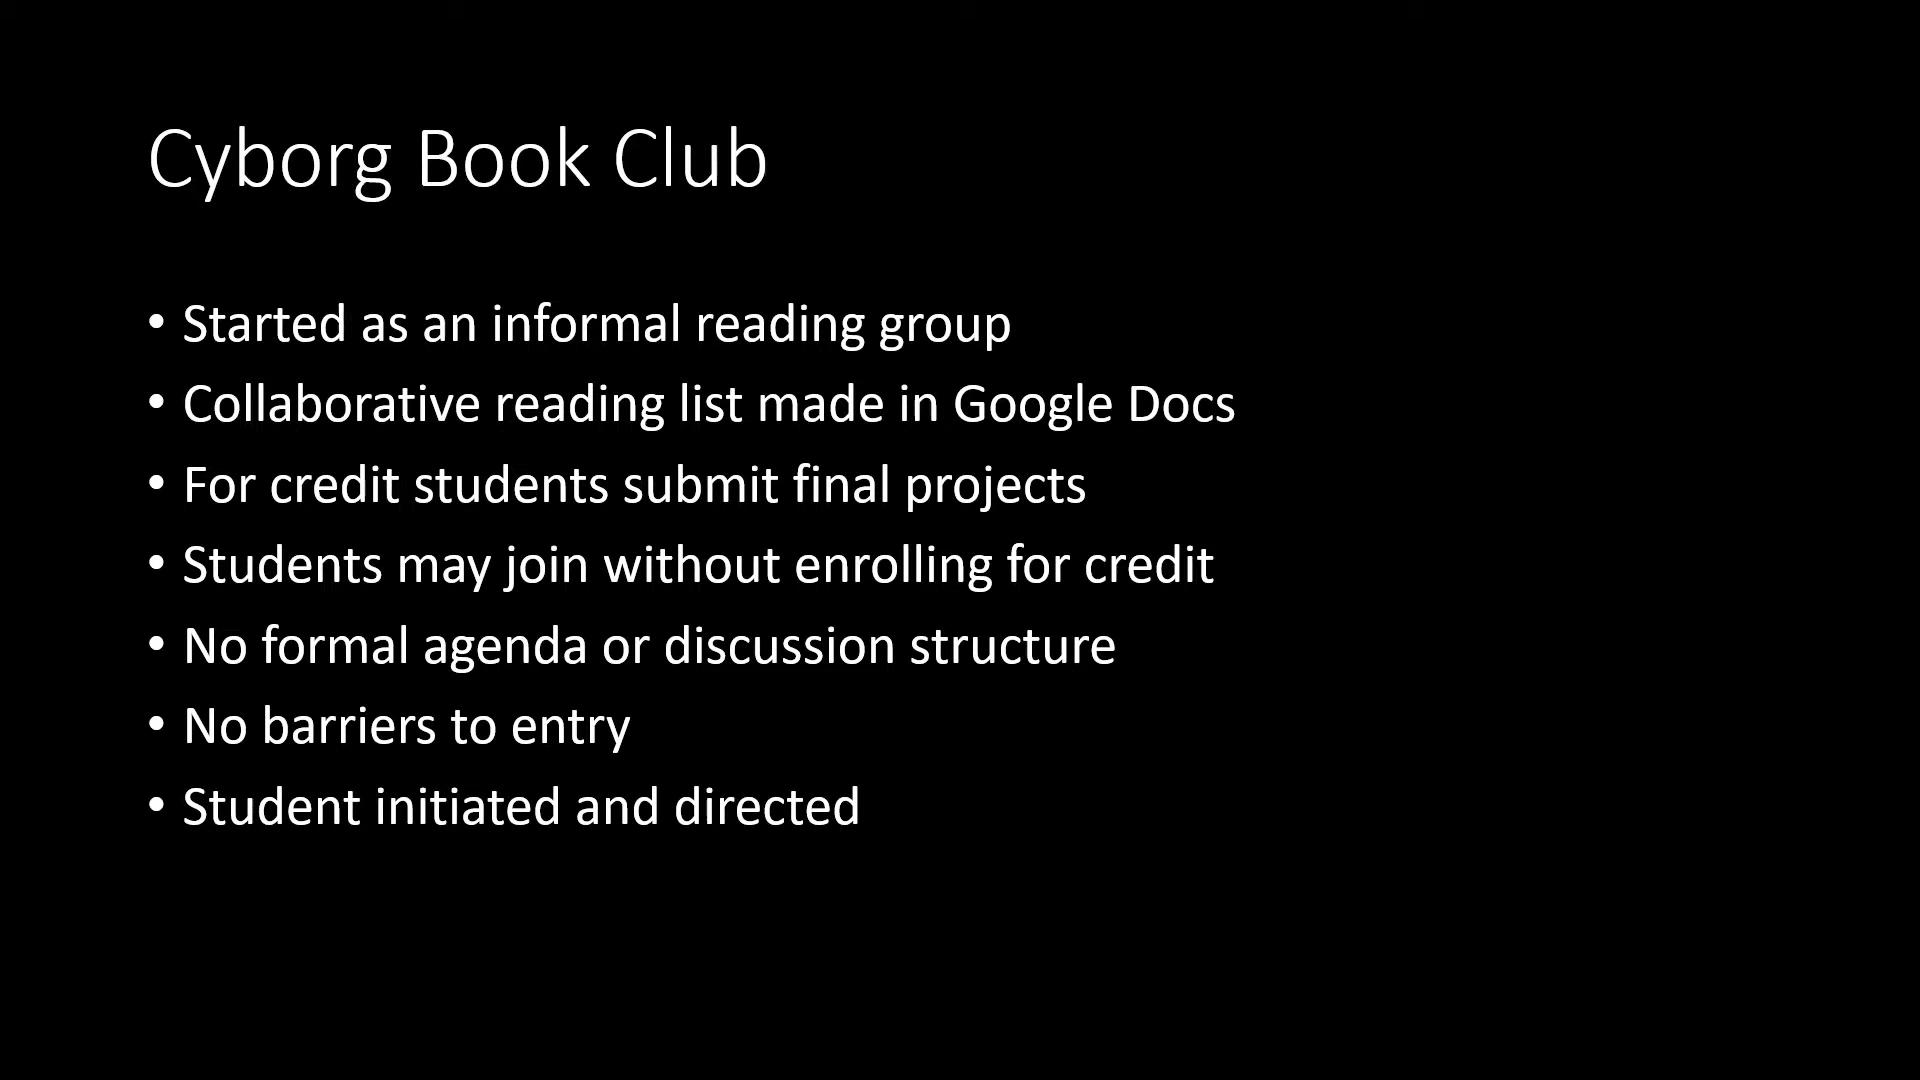 Cyborg Book Club
• Started as an informal reading group
• Collaborative reading list made in Google Docs
• For credit students submit final projects
• Students may join without enrolling for credit
• No formal agenda or discussion structure
• No barriers to entry
• Student initiated and directed